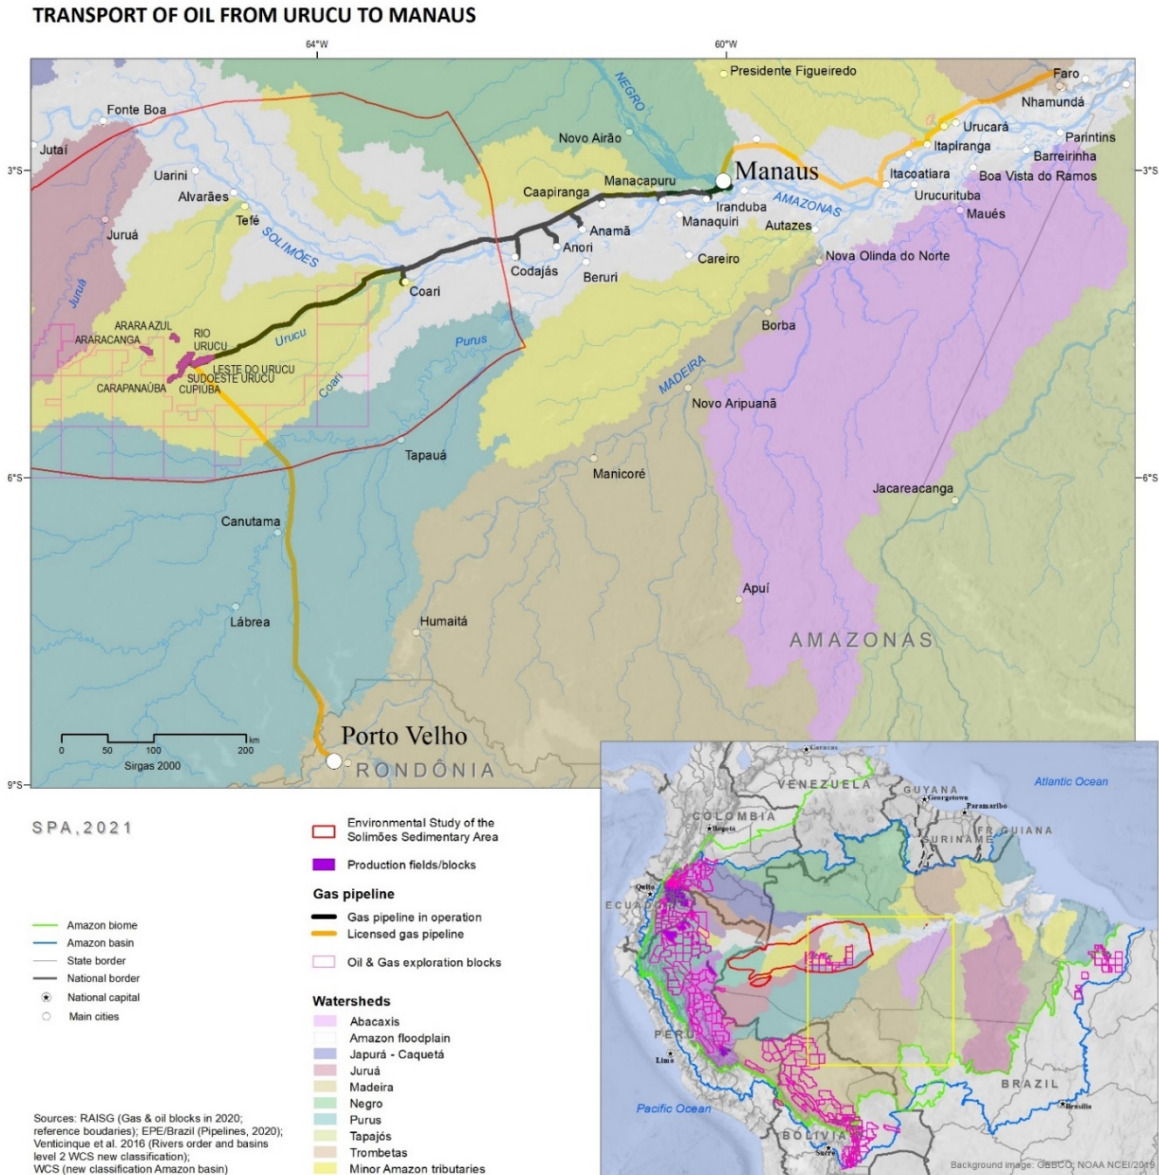 TRANSPORT OF OIL FROM URUCU TO MANAUS
64°W
60°W
Presidente Figueiredo
Faro
Nhamundá
Fonte Boa
NEGRO
Novo Airão
Urucará
Jutaí
Itapiranga
Parintins
Barreirinha
3°S
3°S
Uarini
Manaus
Manacapuru
Itacoatiara
Boa Vista do Ramos
Caapiranga
Alvarães
Urucurituba
AMAZONAS
Iranduba
Tefé
Manaquiri
Maués
Juruá
SOLIMÕES
Anamã
Autazes
Anori
Codajás
Careiro
Nova Olinda do Norte
Beruri
Coari
Juruá
ARARA AZUL
RIO
URUCU
ARARACANGA
Urucu
Borba
Purus
LESTE DO URUCU
SUDOESTE URUCU
CARAPANAÚBA
CUPIÚBA
Coari
MADEIRA
Novo Aripuanã
Tapauá
Manicoré
6°S
6°S
Jacareacanga
Canutama
Apuí
Lábrea
Humaitá
AMAZONAS
Porto Velho
RONDÔNIA
0 50 100 200 km
Sirgas 2000
9°S
SPA, 2021
Environmental Study of the
Solimões Sedimentary Area
Production fields/blocks
Gas pipeline
Gas pipeline in operation
Licensed gas pipeline
Oil & Gas exploration blocks
Amazon biome
Amazon basin
State border
National border
National capital
Main cities
Watersheds
Abacaxis
Amazon floodplain
Japurá - Caquetá
Juruá
Madeira
Negro
Purus
Tapajós
Trombetas
Minor Amazon tributaries
Sources: RAISG (Gas & oil blocks in 2020;
reference boudaries); EPE/Brazil (Pipelines, 2020);
Venticinque et al. 2016 (Rivers order and basins
level 2 WCS new classification);
WCS (new classification Amazon basin)
Caracas
Atlantic Ocean
VENEZUELA
GUYANA
Georgetown
Paramaribo
COLOMBIA
Bogotá
SURINAME
FR GUIANA
Quito
ECUADOR
PERU
Lima
BRAZIL
Brasília
Pacific Ocean
BOLIVIA
Sucre
Background image: GEBCO; NOAA NCEI/2019